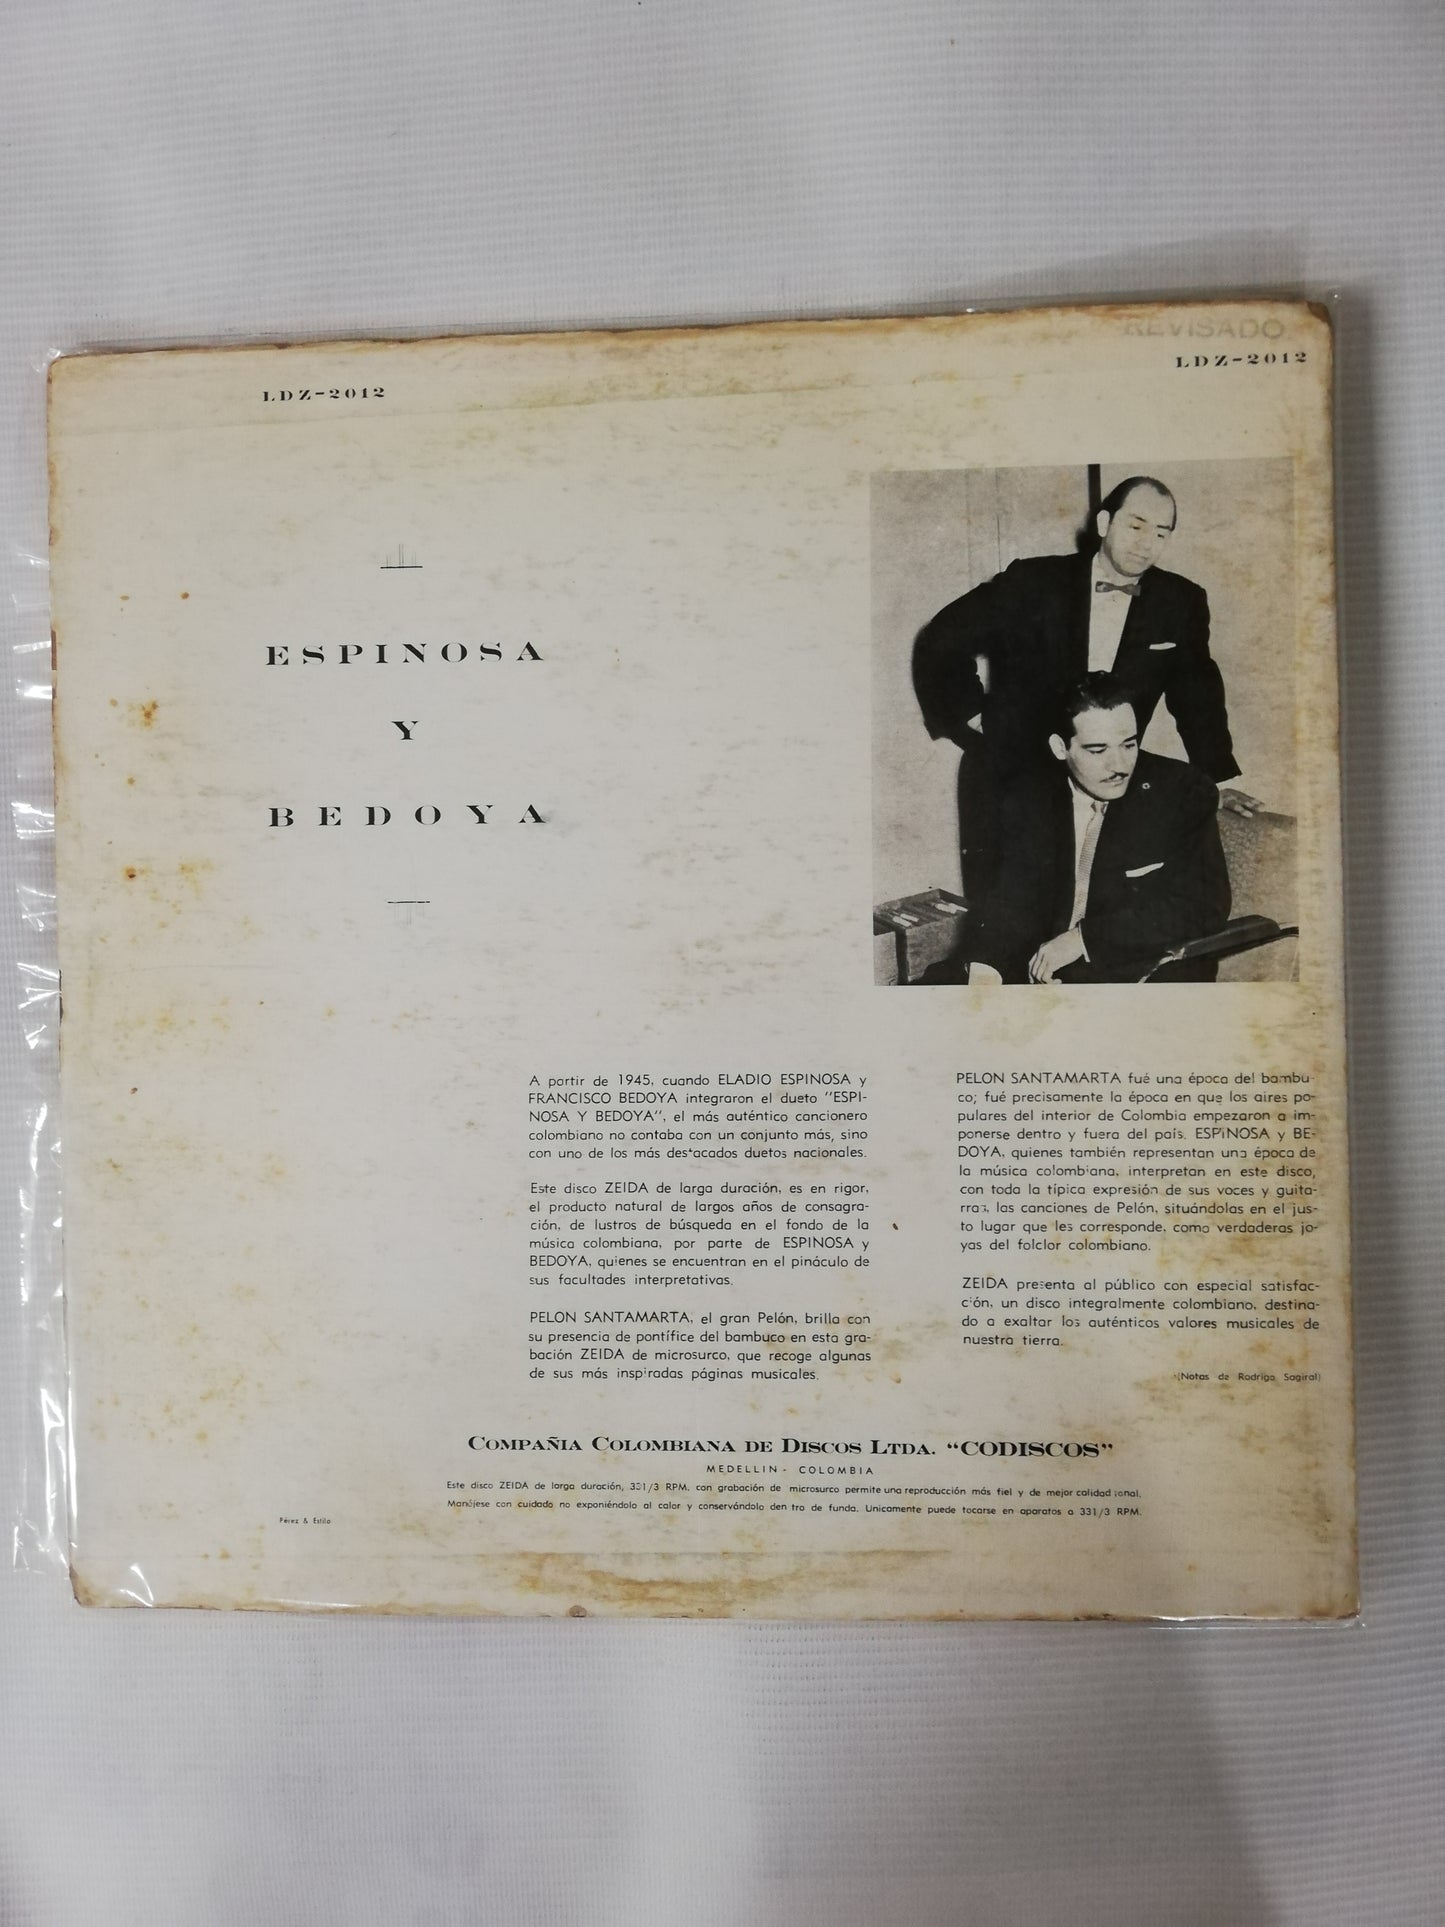 REVISADO
LDZ-2012
LDZ-2012
ESPINOSA
Y
BEDOYA
A partir de 1945, cuando ELADIO ESPINOSA y
FRANCISCO BEDOYA integraron el dueto "ESPI-
NOSA Y BEDOYA", el más auténtico cancionero
colombiano no contaba con un conjunto más, sino
con uno de los más destacados duetos nacionales.
Este disco ZEIDA de larga duración, es en rigor,
el producto natural de largos años de consagra-
ción, de lustros de búsqueda en el fondo de la
música colombiana, por parte de ESPINOSA y
BEDOYA, quienes se encuentran en el pináculo de
sus facultades interpretativas.
PELON SANTAMARTA, el gran Pelón, brilla con
su presencia de pontífice del bambuco en esta gra-
bación ZEIDA de microsurco, que recoge algunas
de sus más inspiradas páginas musicales.
PELON SANTAMARTA fué una época del bambu-
co; fué precisamente la época en que los aires po-
pulares del interior de Colombia empezaron a im-
ponerse dentro y fuera del país. ESPINOSA y BE-
DOYA, quienes también representan una época de
la música colombiana, interpretan en este disco,
con toda la típica expresión de sus voces y guita-
rras, las canciones de Pelón, situándolas en el jus-
to lugar que les corresponde, como verdaderas jo-
yas del folclor colombiano.
ZEIDA presenta al público con especial satisfac-
ción, un disco integralmente colombiano, destina-
do a exaltar los auténticos valores musicales de
nuestra tierra.
(Notas de Rodrigo Sagiral)
COMPAÑIA COLOMBIANA DE DISCOS LTDA. "CODISCOS"
MEDELLIN - COLOMBIA
Este disco ZEIDA de larga duración, 331/3 RPM. con grabación de microsurco permite una reproducción más fiel y de mejor calidad tonal.
Manéjese con cuidado no exponiéndolo al calor y conservándolo den tro de funda. Unicamente puede tocarse en aparatos a 331/3 RPM.
Pérez & Estilo